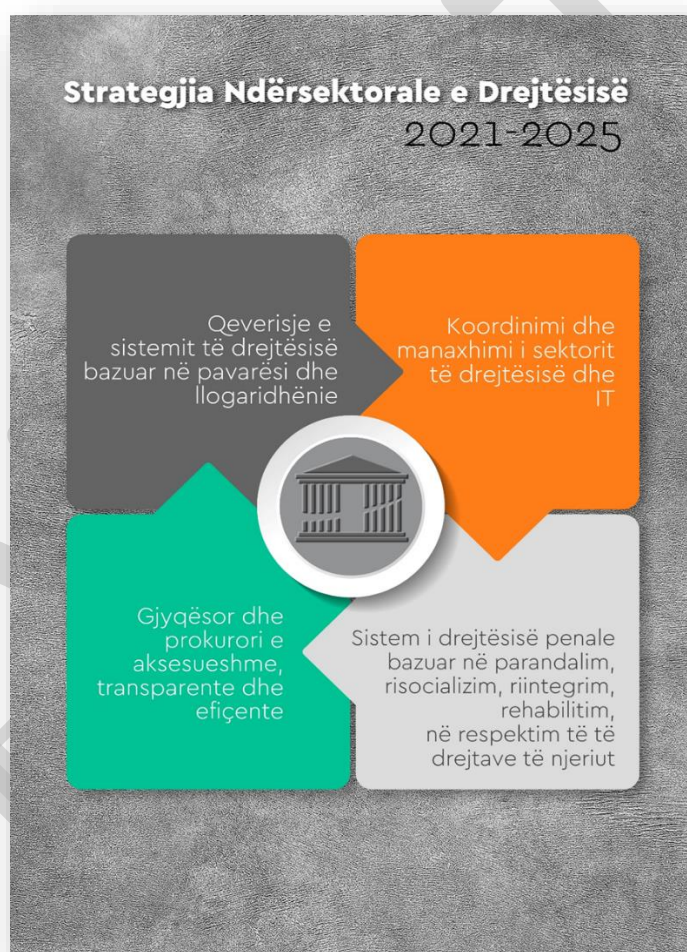 Strategjia Ndërsektorale e Drejtësisë
2021-2025
Qeverisje e
sistemit të drejtësisë
bazuar në pavarësi dhe
llogaridhënie
Koordinimi dhe
manaxhimi i sektorit
të drejtësisë dhe
IT
Gjyqësor dhe
prokurori e
aksesueshme,
transparente dhe
efiçente
Sistem i drejtësisë penale
bazuar në parandalim,
risocializim, riintegrim,
rehabilitim,
në respektim të të
drejtave të njeriut